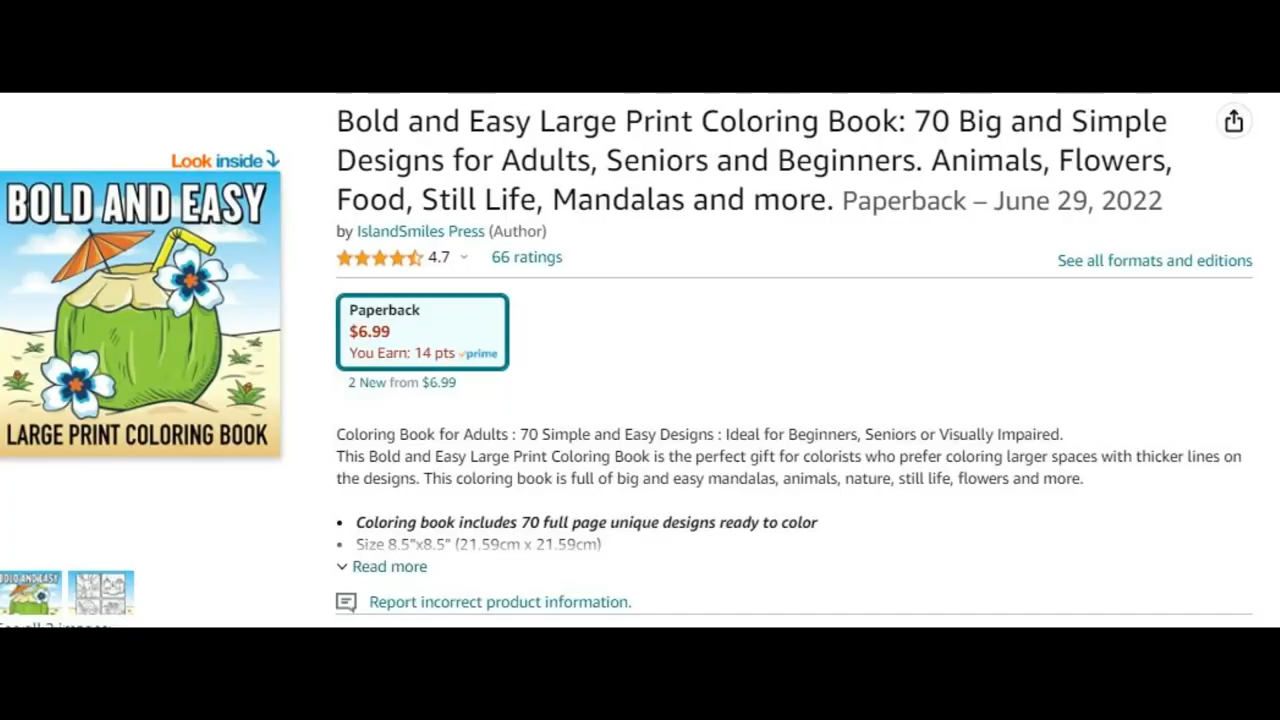 Bold and Easy Large Print Coloring Book: 70 Big and Simple
Designs for Adults, Seniors and Beginners. Animals, Flowers,
Food, Still Life, Mandalas and more. Paperback – June 29, 2022
by IslandSmiles Press (Author)
4.7
66 ratings
See all formats and editions
Look inside
BOLD AND EASY
LARGE PRINT COLORING BOOK
Paperback
$6.99
You Earn: 14 pts prime
2 New from $6.99
Coloring Book for Adults : 70 Simple and Easy Designs : Ideal for Beginners, Seniors or Visually Impaired.
This Bold and Easy Large Print Coloring Book is the perfect gift for colorists who prefer coloring larger spaces with thicker lines on
the designs. This coloring book is full of big and easy mandalas, animals, nature, still life, flowers and more.
• Coloring book includes 70 full page unique designs ready to color
• Size 8.5"x8.5" (21.59cm x 21.59cm)
Read more
Report incorrect product information.
BOLD AND EASY